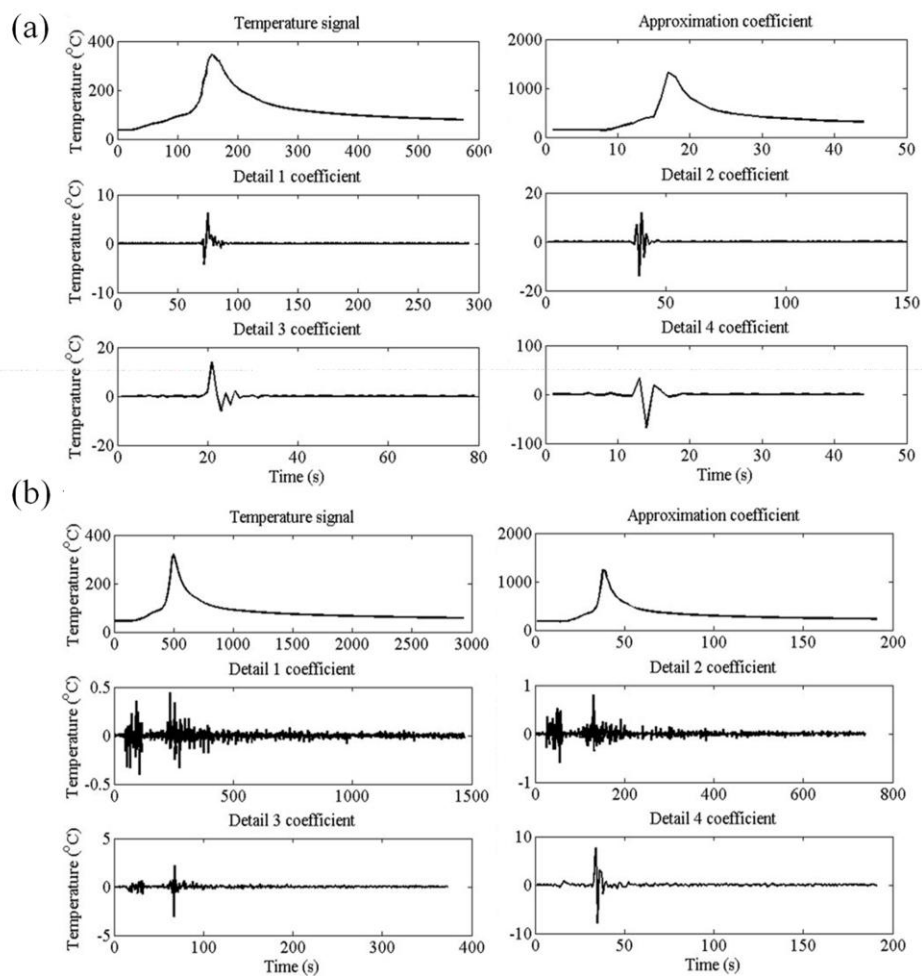 (a)
Temperature signal
Approximation coefficient
Temperature (°C)
400
200
0
0 100 200 300 400 500 600
2000
1000
0
0 10 20 30 40 50
Detail 1 coefficient
Detail 2 coefficient
Temperature (°C)
10
0
-10
0 50 100 150 200 250 300
20
0
-20
0 50 100 150
Detail 3 coefficient
Detail 4 coefficient
Temperature (°C)
20
0
-20
0 20 40 60 80
100
0
-100
0 10 20 30 40 50
Time (s)
Time (s)
(b)
Temperature signal
Approximation coefficient
Temperature (°C)
400
200
0
0 500 1000 1500 2000 2500 3000
2000
1000
0
0 50 100 150 200
Detail 1 coefficient
Detail 2 coefficient
Temperature (°C)
0.5
0
-0.5
0 500 1000 1500
1
0
-1
0 200 400 600 800
Detail 3 coefficient
Detail 4 coefficient
Temperature (°C)
5
0
-5
0 100 200 300 400
10
0
-10
0 50 100 150 200
Time (s)
Time (s)